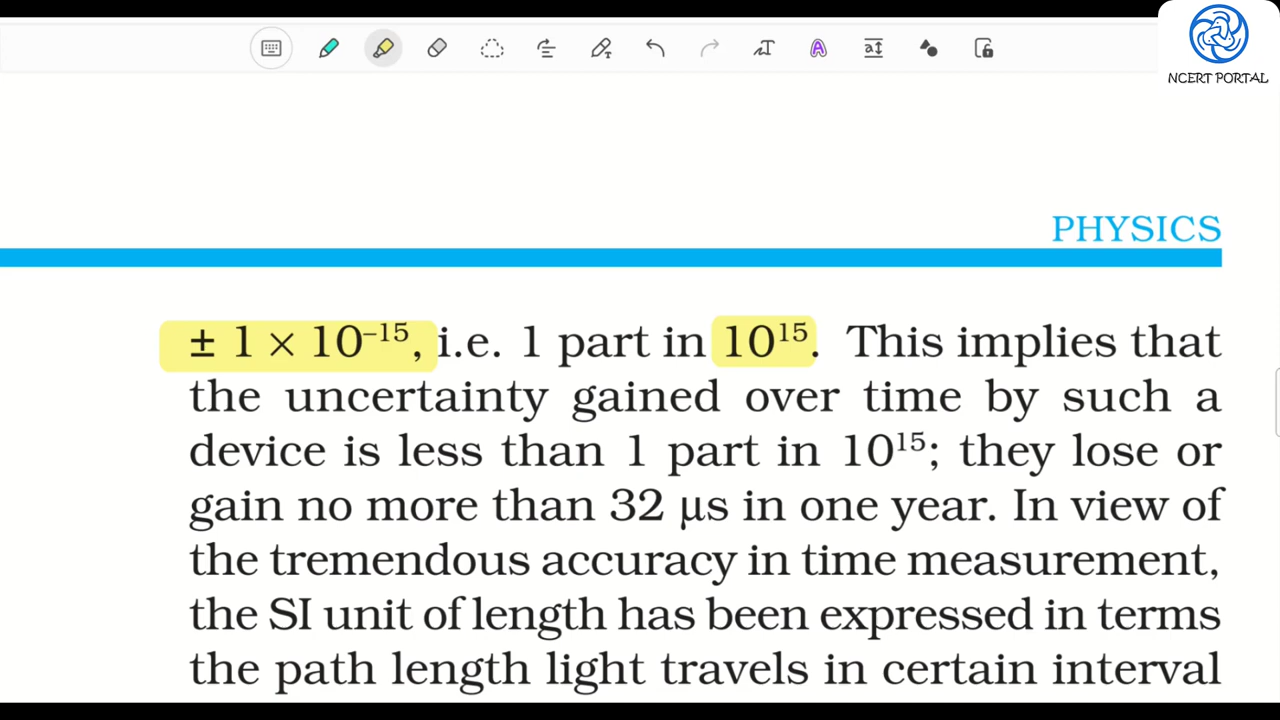 NCERT PORTAL
PHYSICS
± 1 × 10⁻¹⁵, i.e. 1 part in 10¹⁵. This implies that
the uncertainty gained over time by such a
device is less than 1 part in 10¹⁵; they lose or
gain no more than 32 µs in one year. In view of
the tremendous accuracy in time measurement,
the SI unit of length has been expressed in terms
the path length light travels in certain interval